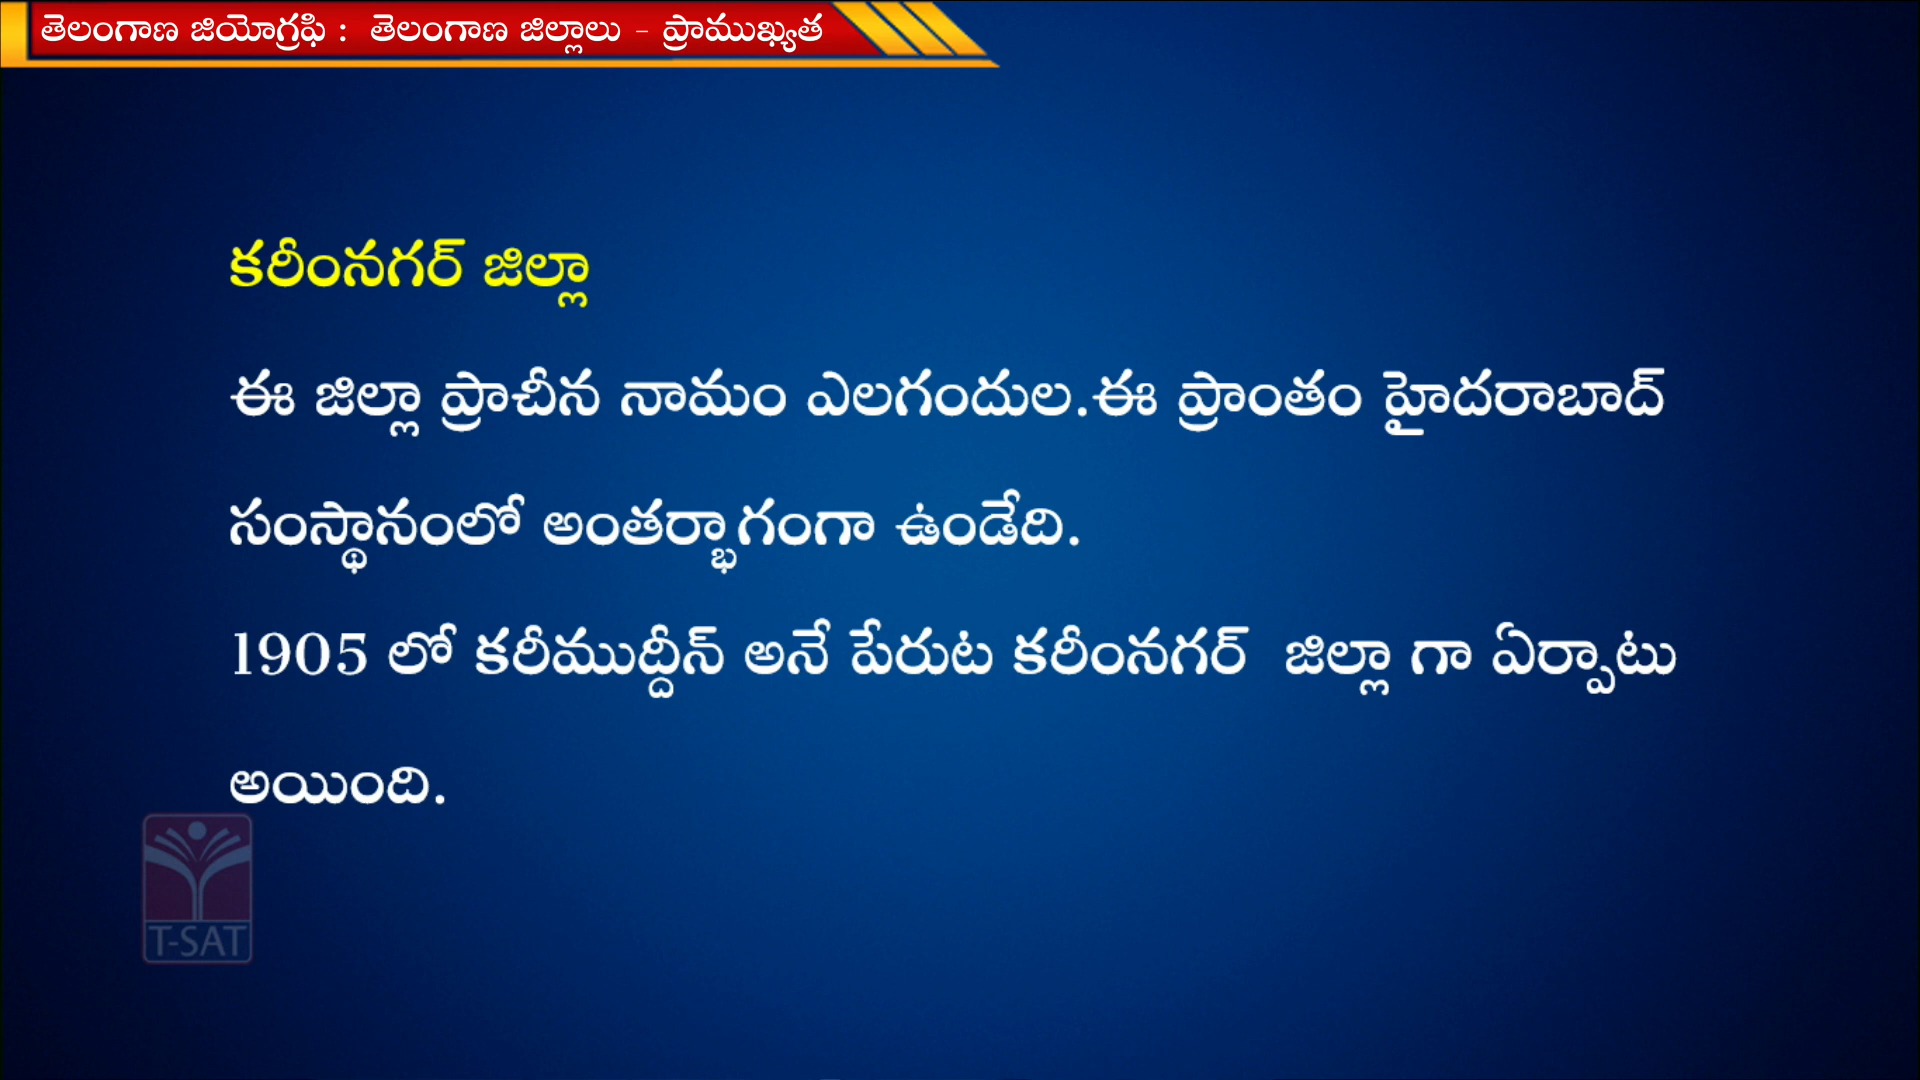 తెలంగాణ జియోగ్రఫి : తెలంగాణ జిల్లాలు - ప్రాముఖ్యత
కరీంనగర్ జిల్లా
ఈ జిల్లా ప్రాచీన నామం ఎలగందుల.ఈ ప్రాంతం హైదరాబాద్
సంస్థానంలో అంతర్భాగంగా ఉండేది.
1905 లో కరీముద్దీన్ అనే పేరుట కరీంనగర్ జిల్లా గా ఏర్పాటు
అయింది.
T-SAT